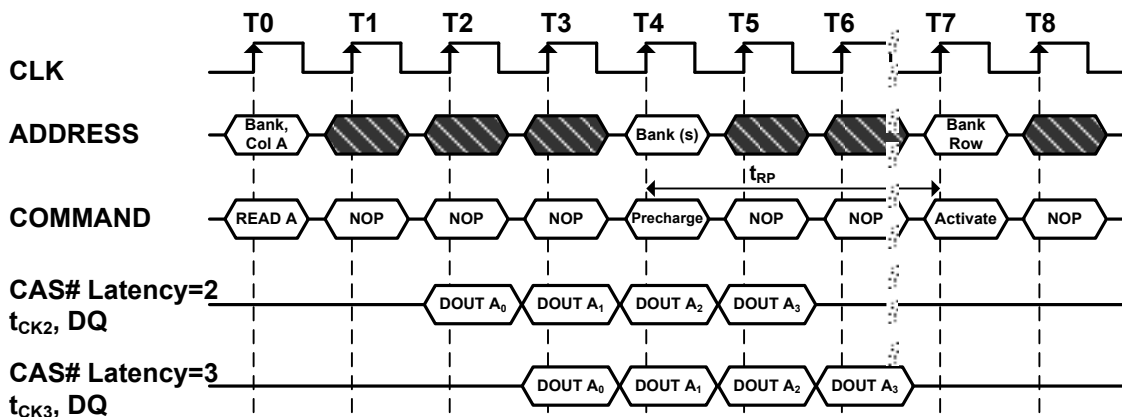 T0 T1 T2 T3 T4 T5 T6 T7 T8
CLK
ADDRESS
Bank,
Col A
Bank (s)
Bank
Row
tRP
COMMAND
READ A NOP NOP NOP Precharge NOP NOP Activate NOP
CAS# Latency=2
tCK2, DQ
DOUT A0 DOUT A1 DOUT A2 DOUT A3
CAS# Latency=3
tCK3, DQ
DOUT A0 DOUT A1 DOUT A2 DOUT A3